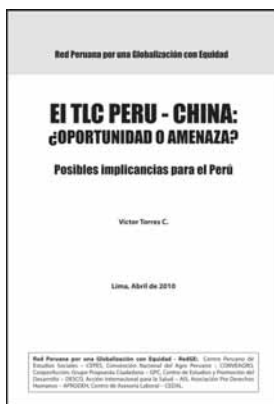 Red Peruana por una Globalización con Equidad
El TLC PERU - CHINA:
¿OPORTUNIDAD O AMENAZA?
Posibles implicancias para el Perú
Víctor Torres C.
Lima, Abril de 2010
Red Peruana por una Globalización con Equidad - RedGE: Centro Peruano de
Estudios Sociales – CEPES, Convención Nacional del Agro Peruano – CONVEAGRO,
CooperAcción; Grupo Propuesta Ciudadana – GPC, Centro de Estudios y Promoción del
Desarrollo – DESCO, Acción Internacional para la Salud – AIS, Asociación Pro Derechos
Humanos – APRODEH, Centro de Asesoría Laboral – CEDAL.